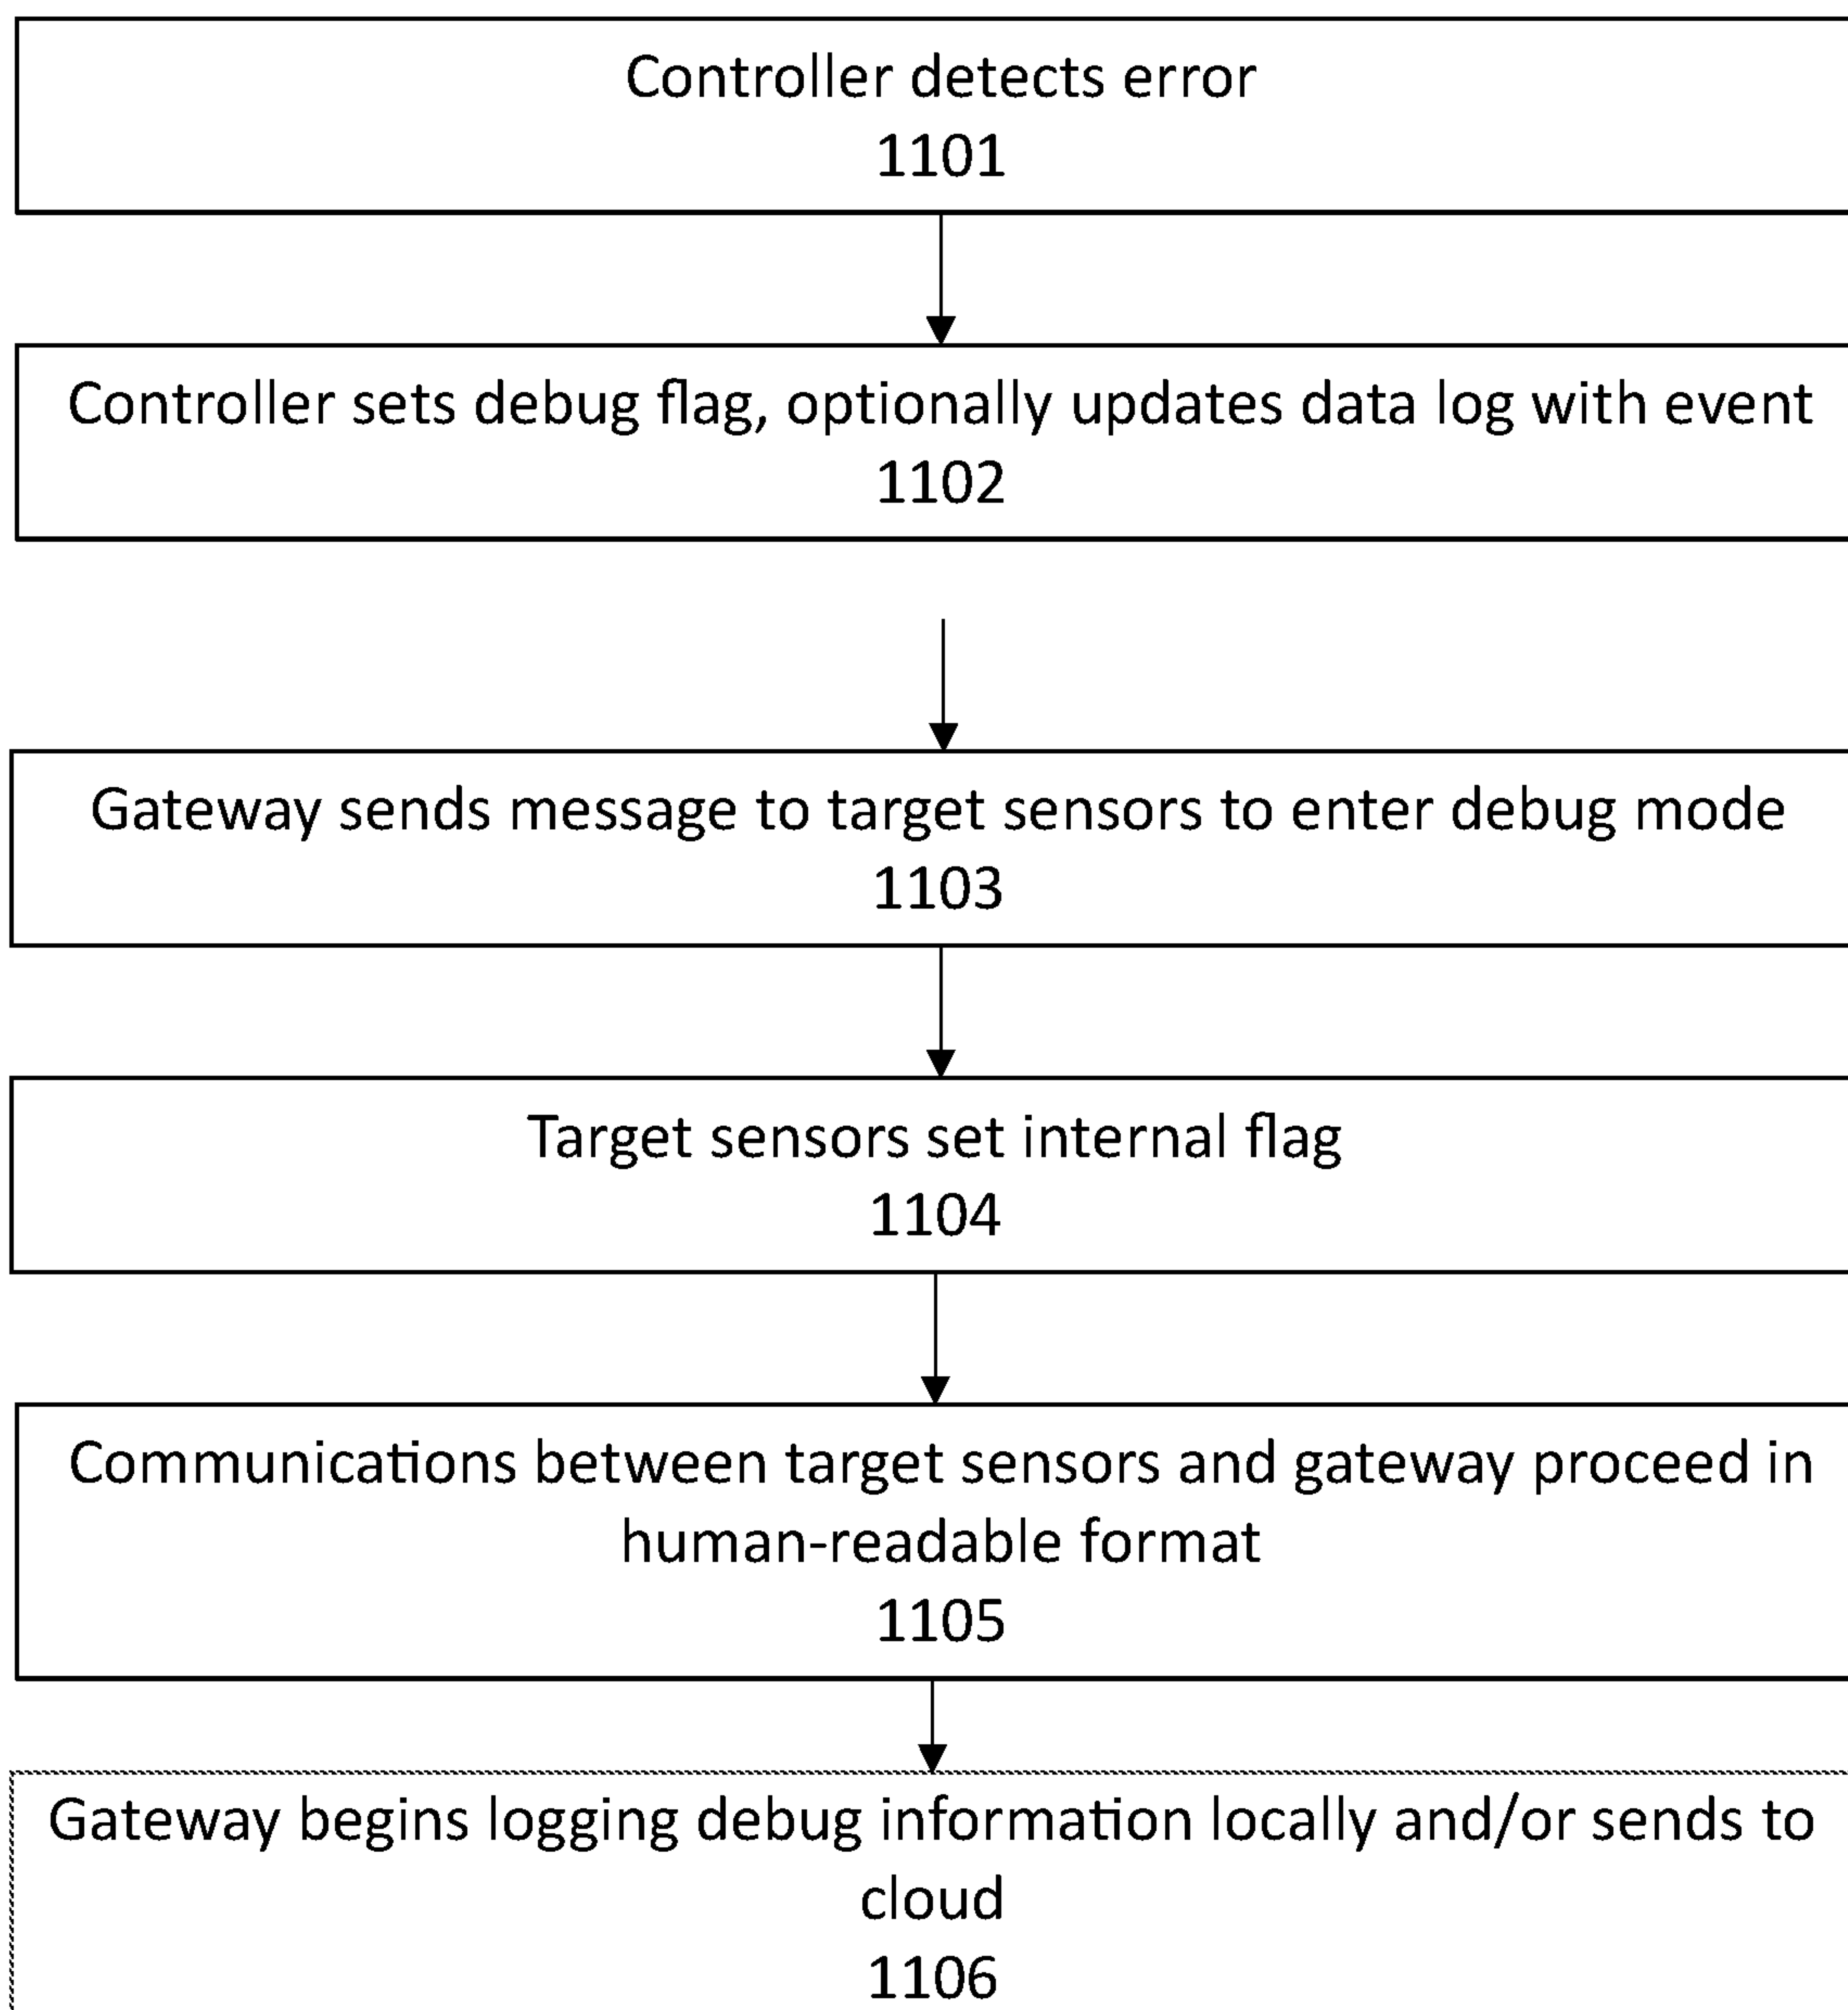 Controller detects error
1101
Controller sets debug flag, optionally updates data log with event
1102
Gateway sends message to target sensors to enter debug mode
1103
Target sensors set internal flag
1104
Communications between target sensors and gateway proceed in
human-readable format
1105
Gateway begins logging debug information locally and/or sends to
cloud
1106